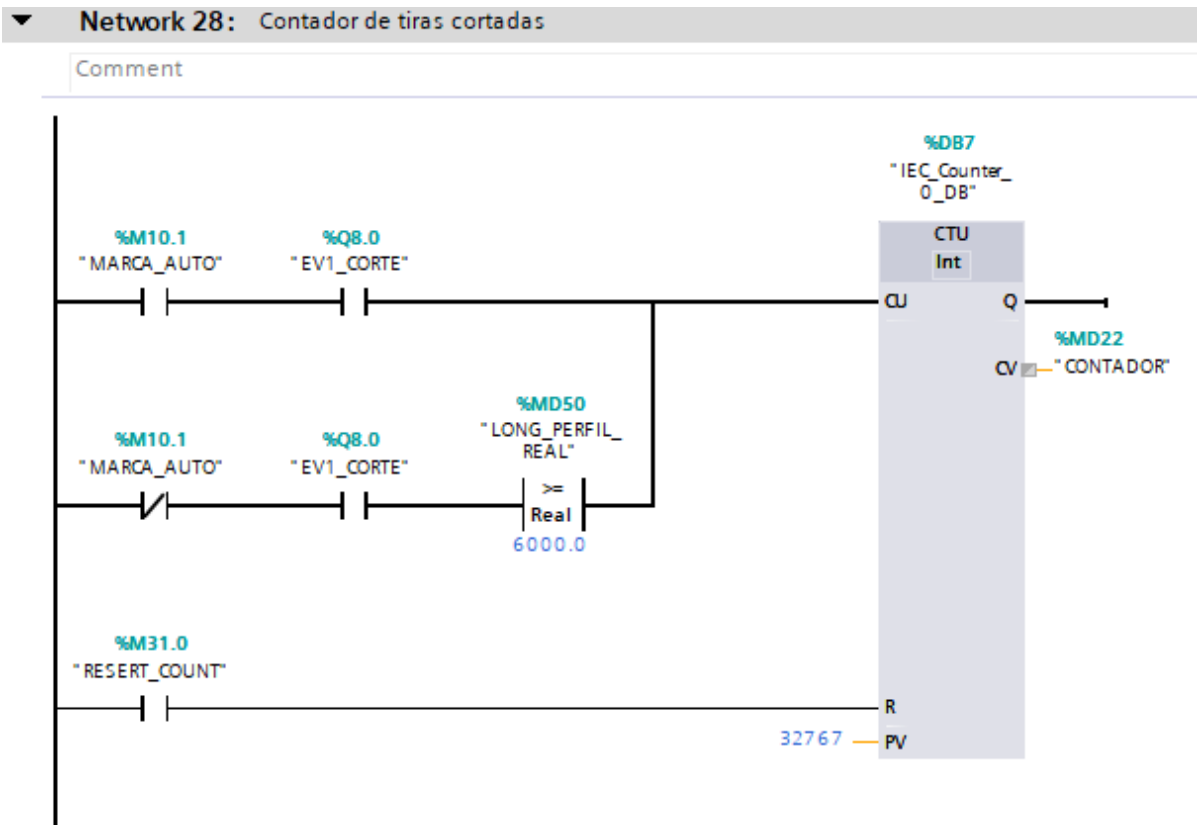 Network 28: Contador de tiras cortadas
Comment
%DB7
"IEC_Counter_
0_DB"
CTU
Int
%M10.1
"MARCA_AUTO"
%Q8.0
"EV1_CORTE"
CU
Q
%MD22
CV
"CONTADOR"
%MD50
"LONG_PERFIL_
REAL"
%M10.1
"MARCA_AUTO"
%Q8.0
"EV1_CORTE"
>=
Real
6000.0
%M31.0
"RESERT_COUNT"
R
32767
PV